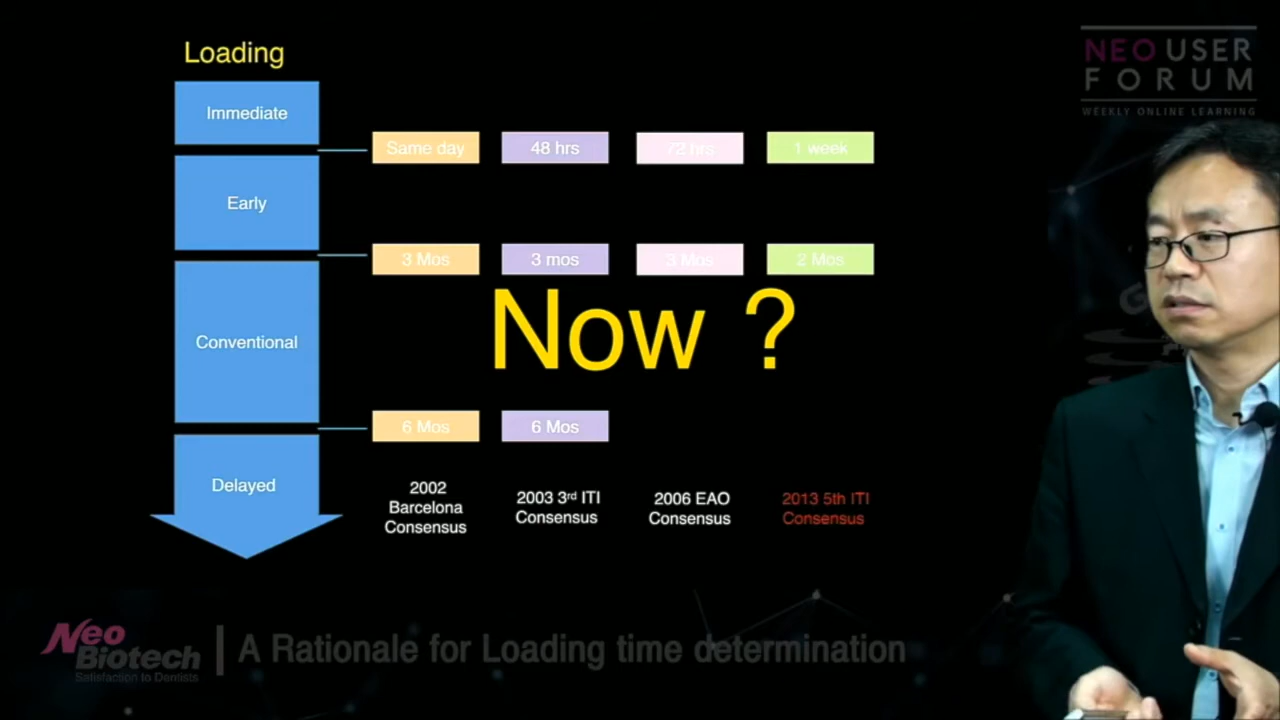 Loading
NEO USER
FORUM
WEEKLY ONLINE LEARNING
Immediate
Same day
48 hrs
72 hrs
1 week
Early
3 Mos
3 mos
3 Mos
2 Mos
Conventional
Now ?
6 Mos
6 Mos
Delayed
2002
Barcelona
Consensus
2003 3rd ITI
Consensus
2006 EAO
Consensus
2013 5th ITI
Consensus
Neo
Biotech
Satisfaction to Dentists
A Rationale for Loading time determination